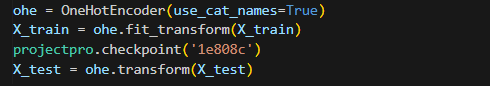 ohe = OneHotEncoder(use_cat_names=True)
X_train = ohe.fit_transform(X_train)
projectpro.checkpoint('1e808c')
X_test = ohe.transform(X_test)